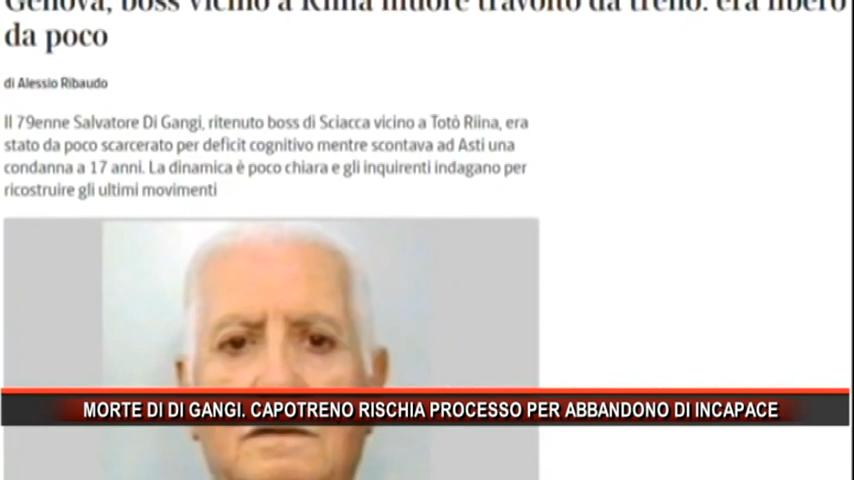 Genova, boss vicino a Riina muore travolto da treno: era libero
da poco
di Alessio Ribaudo
Il 79enne Salvatore Di Gangi, ritenuto boss di Sciacca vicino a Totò Riina, era
stato da poco scarcerato per deficit cognitivo mentre scontava ad Asti una
condanna a 17 anni. La dinamica è poco chiara e gli inquirenti indagano per
ricostruire gli ultimi movimenti
MORTE DI DI GANGI. CAPOTRENO RISCHIA PROCESSO PER ABBANDONO DI INCAPACE